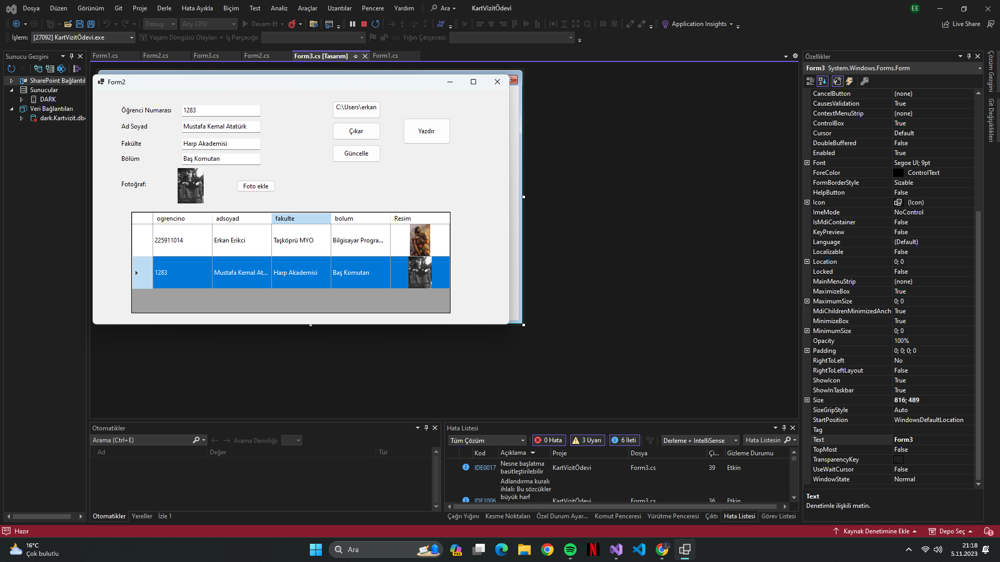 Dosya Düzen Görünüm Git Proje Derle Hata Ayıkla Biçim Test Analiz Araçlar Uzantılar Pencere Yardım Ara KartVizitÖdevi EE
Debug Any CPU Devam Et Application Insights Live Share
İşlem: [27092] KartVizitÖdevi.exe Yaşam Döngüsü Olayları İş Parçacığı: Yığın Çerçevesi:
Sunucu Gezgini
SharePoint Bağlantıl
Sunucular
DARK
Veri Bağlantıları
dark.Kartvizit.dbo
Form1.cs Form2.cs Form3.cs Form2.cs Form3.cs [Tasarım] Form1.cs
Form2
Öğrenci Numarası 1283
Ad Soyad Mustafa Kemal Atatürk
Fakülte Harp Akademisi
Bölüm Baş Komutan
Fotoğraf: Foto ekle
C:\Users\erkan
Çıkar
Güncelle
Yazdır
ogrencino adsoyad fakulte bolum Resim
225911014 Erkan Erikci Taşköprü MYO Bilgisayar Progra...
1283 Mustafa Kemal At... Harp Akademisi Baş Komutan
Özellikler
Form3 System.Windows.Forms.Form
CancelButton (none)
CausesValidation True
ContextMenuStrip (none)
ControlBox True
Cursor Default
DoubleBuffered False
Enabled True
Font Segoe UI; 9pt
ForeColor ControlText
FormBorderStyle Sizable
HelpButton False
Icon (Icon)
ImeMode NoControl
IsMdiContainer False
KeyPreview False
Language (Default)
Localizable False
Location 0; 0
Locked False
MainMenuStrip (none)
MaximizeBox True
MaximumSize 0; 0
MdiChildrenMinimizedAnch True
MinimizeBox True
MinimumSize 0; 0
Opacity 100%
Padding 0; 0; 0; 0
RightToLeft No
RightToLeftLayout False
ShowIcon True
ShowInTaskbar True
Size 816; 489
SizeGripStyle Auto
StartPosition WindowsDefaultLocation
Tag
Text Form3
TopMost False
TransparencyKey
UseWaitCursor False
WindowState Normal
Text
Denetimle ilişkili metin.
Çözüm Gezgini
Git Değişiklikleri
Otomatikler
Arama (Ctrl+E) Arama Derinliği:
Ad Değer Tür
Otomatikler Yereller İzle 1
Hata Listesi
Tüm Çözüm 0 Hata 3 Uyarı 6 İleti Derleme + IntelliSense Hata Listesin
Kod Açıklama Proje Dosya Çi... Gizleme Durumu
IDE0017 Nesne başlatma basitleştirilebilir KartVizitÖdevi Form3.cs 39 Etkin
IDE1006 Adlandırma kuralı ihlali: Bu sözcükler büyük harf KartVizitÖdevi Form3.cs 36 Etkin
Çağrı Yığını Kesme Noktaları Özel Durum Ayar... Komut Penceresi Yürütme Penceresi Çıktı Hata Listesi Görev Listesi
Hazır Kaynak Denetimine Ekle Depo Seç 1
16°C
Çok bulutlu
Ara
PRE
21:18
5.11.2023